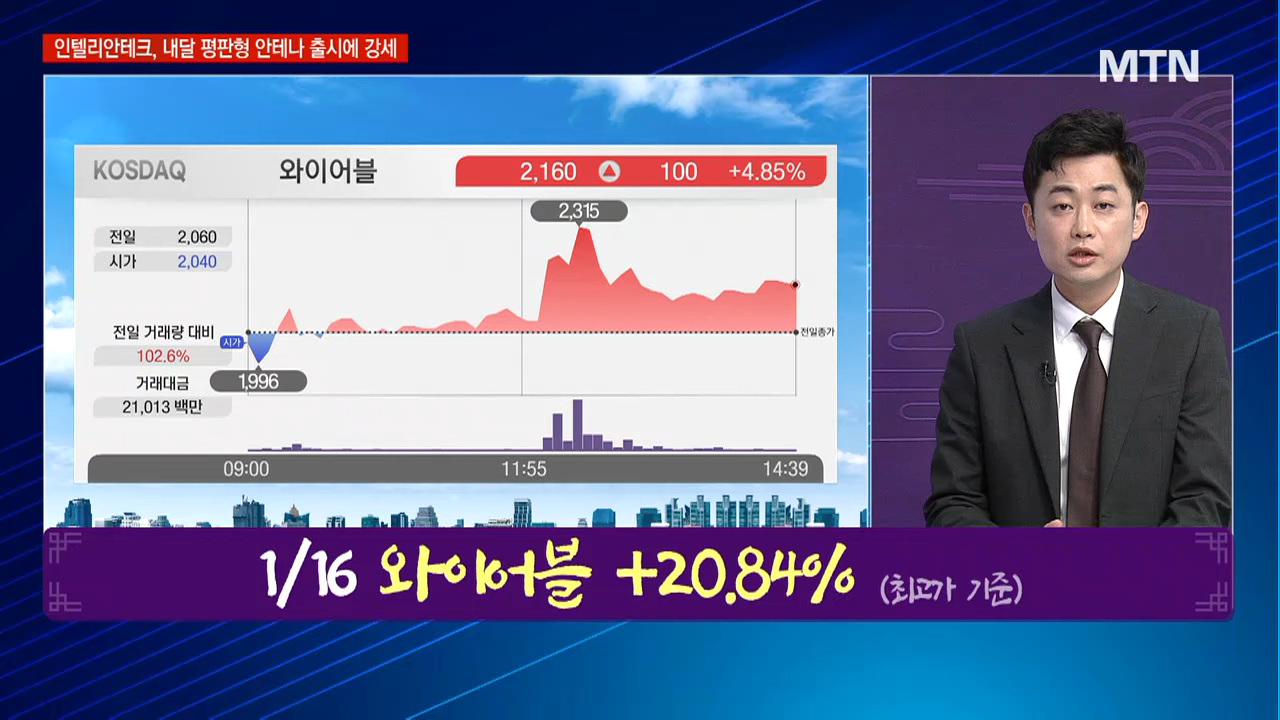 인텔리안테크, 내달 평판형 안테나 출시에 강세
MTN
KOSDAQ 와이어블 2,160 100 +4.85%
2,315
전일 2,060
시가 2,040
전일 거래량 대비
시가
전일종가
102.6%
거래대금
1,996
21,013 백만
09:00 11:55 14:39
1/16 와이어블 +20.84% (최고가 기준)